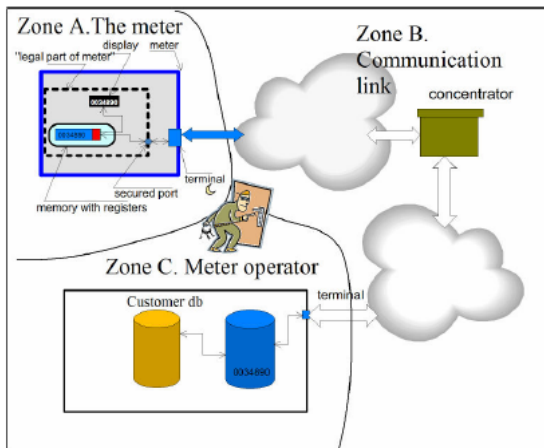 Zone A.The meter
display
meter
"legal part of meter"
0034890
0034890
secured port
terminal
memory with registers
Zone B.
Communication
link
concentrator
Zone C. Meter operator
Customer db
terminal
0034890